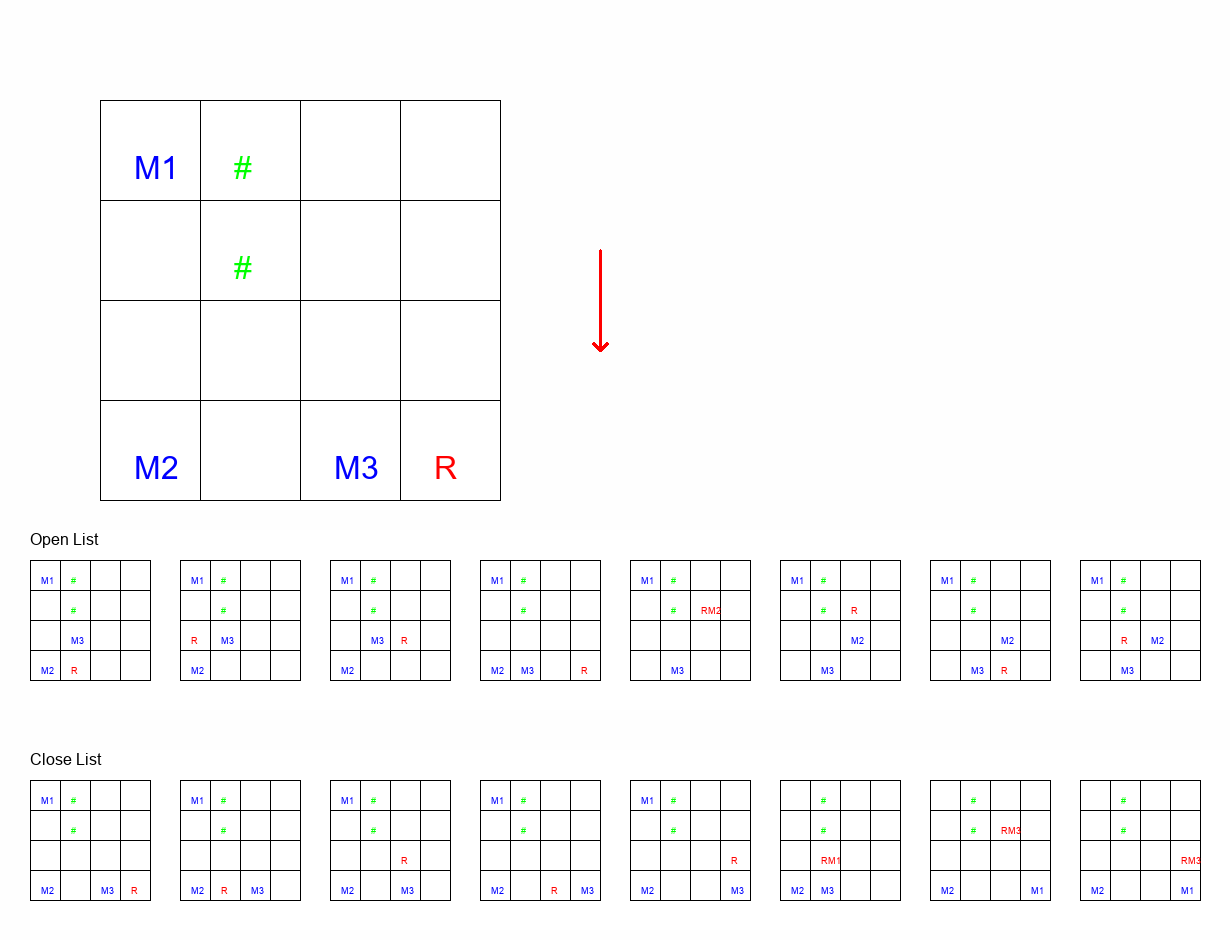 M1 #
#
M2 M3 R
Open List
M1 # M1 # M1 # M1 # M1 # M1 # M1 # M1 #
# # # # # RM2 # R # #
M3 R M3 M3 R M2 M2 R M2
M2 R M2 M2 M2 M3 R M3 M3 M3 R M3
Close List
M1 # M1 # M1 # M1 # M1 # # # #
# # # # # # # RM3 #
R R RM1 RM3
M2 M3 R M2 R M3 M2 M3 M2 R M3 M2 M3 M2 M3 M2 M1 M2 M1